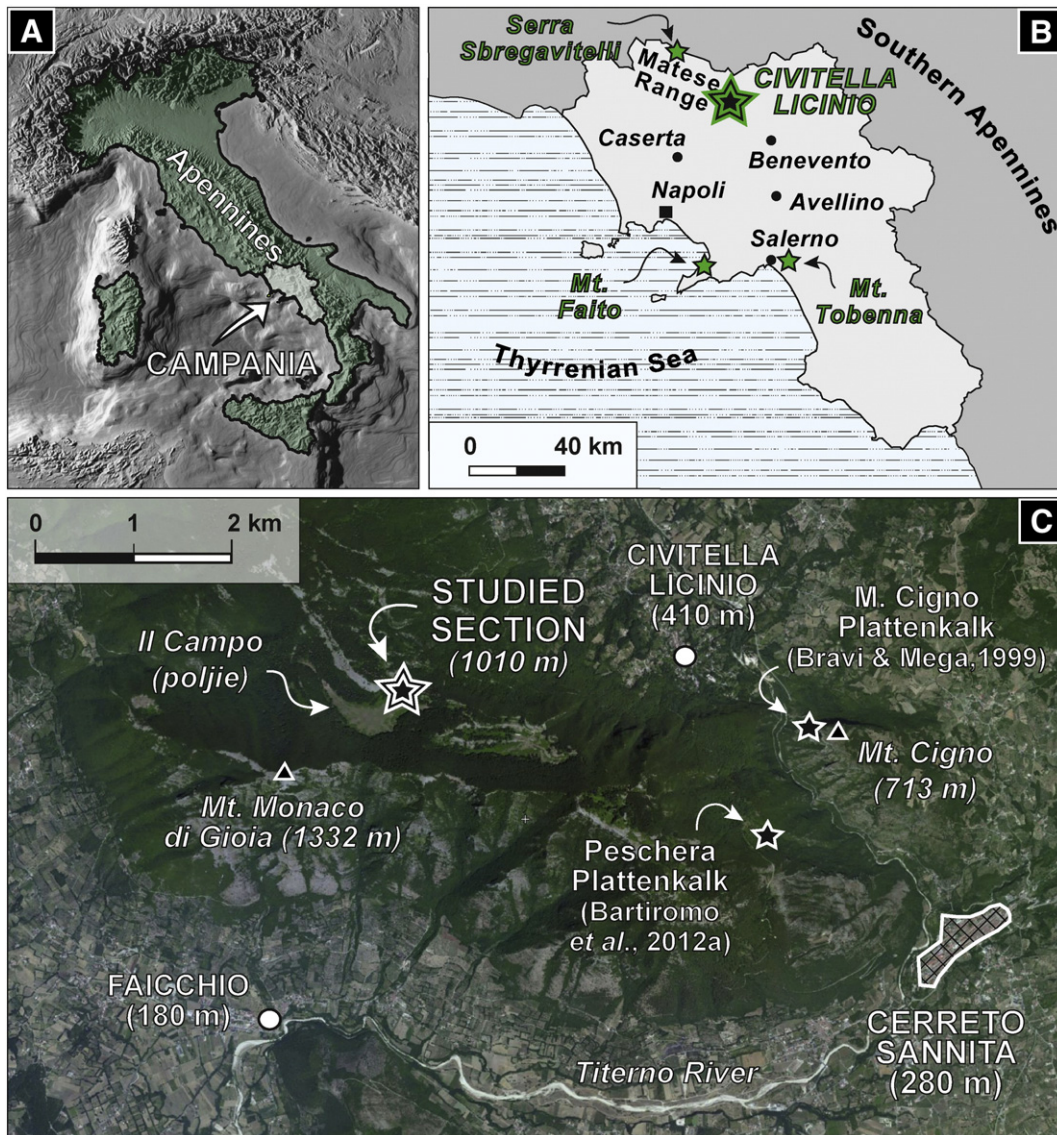 A
Apennines
CAMPANIA
B
Serra
Sbregavitelli
Matese
Range
CIVITELLA
LICINIO
Southern Apennines
Caserta
Benevento
Napoli
Avellino
Salerno
Mt.
Faito
Mt.
Tobenna
Thyrrenian Sea
0 40 km
C
0 1 2 km
STUDIED
SECTION
(1010 m)
CIVITELLA
LICINIO
(410 m)
M. Cigno
Plattenkalk
(Bravi & Mega,1999)
Il Campo
(poljie)
Mt. Cigno
(713 m)
Mt. Monaco
di Gioia (1332 m)
Peschera
Plattenkalk
(Bartiromo
et al., 2012a)
FAICCHIO
(180 m)
CERRETO
SANNITA
(280 m)
Titerno River